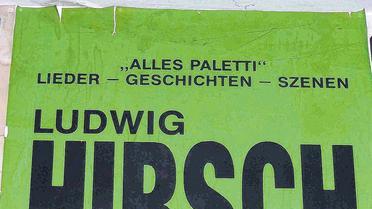 „ALLES PALETTI“
LIEDER – GESCHICHTEN – SZENEN
LUDWIG
HIRSCH